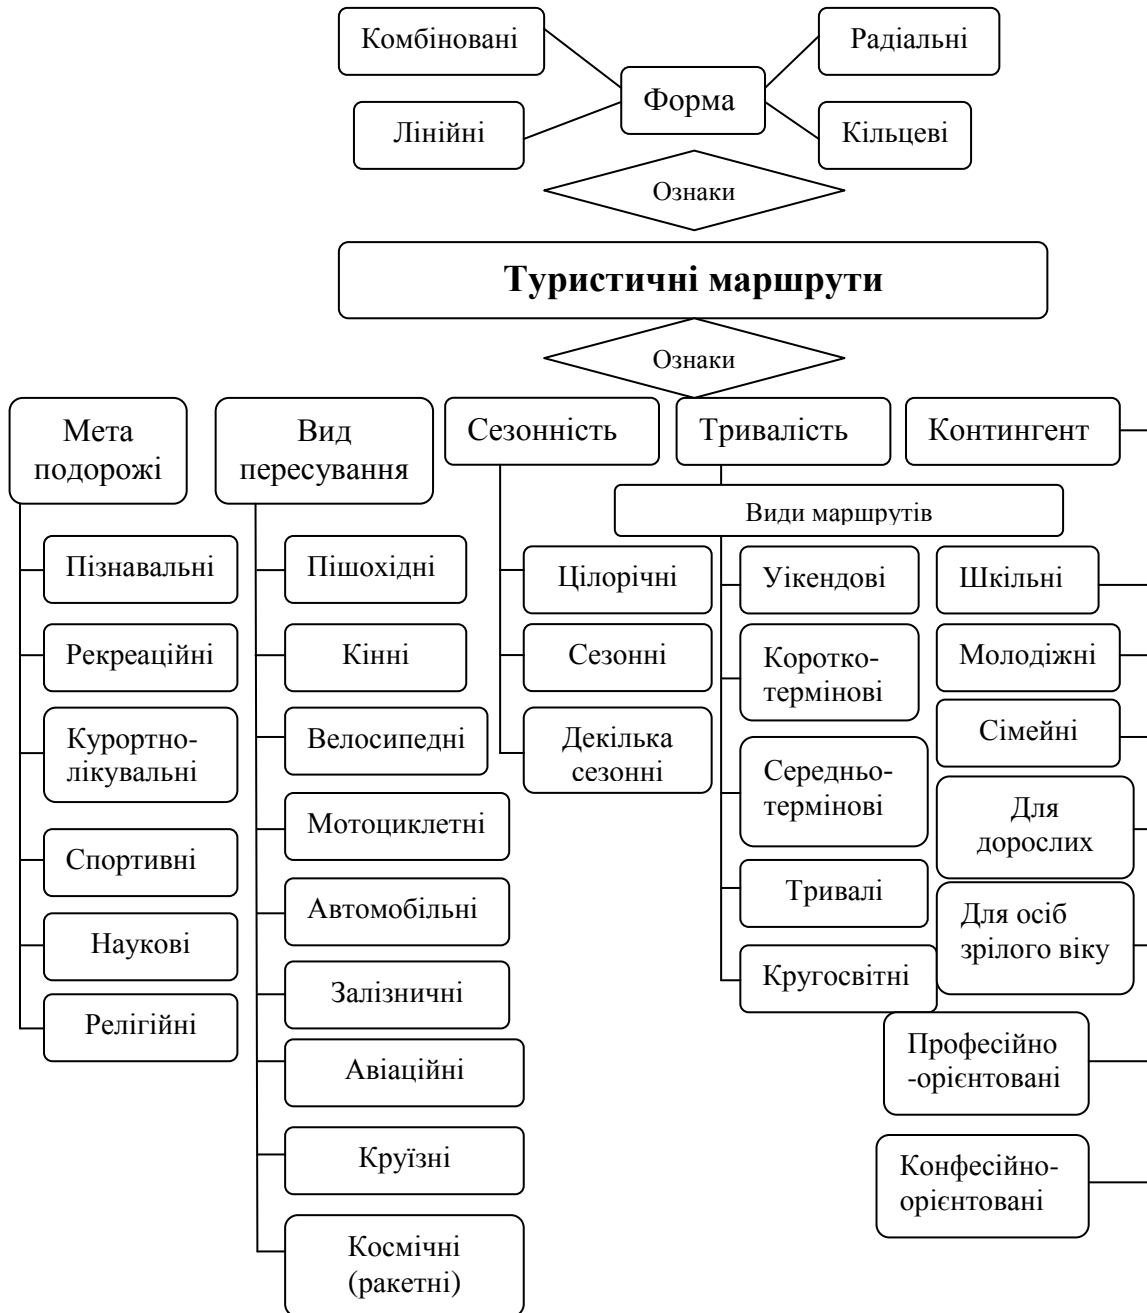 Комбіновані
Радіальні
Форма
Лінійні
Кільцеві
Ознаки
Туристичні маршрути
Ознаки
Мета
подорожі
Вид
пересування
Сезонність
Тривалість
Контингент
Види маршрутів
Пізнавальні
Рекреаційні
Курортно-
лікувальні
Спортивні
Наукові
Релігійні
Пішохідні
Кінні
Велосипедні
Мотоциклетні
Автомобільні
Залізничні
Авіаційні
Круїзні
Космічні
(ракетні)
Цілорічні
Сезонні
Декілька
сезонні
Уікендові
Коротко-
термінові
Середньо-
термінові
Тривалі
Кругосвітні
Шкільні
Молодіжні
Сімейні
Для
дорослих
Для осіб
зрілого віку
Професійно
-орієнтовані
Конфесійно-
орієнтовані